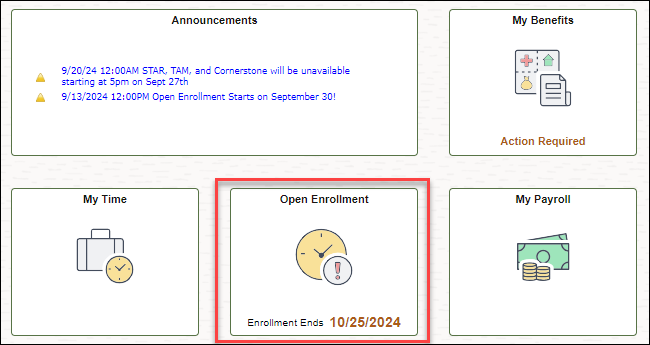 Announcements
9/20/24 12:00AM STAR, TAM, and Cornerstone will be unavailable
starting at 5pm on Sept 27th
9/13/2024 12:00PM Open Enrollment Starts on September 30!
My Benefits
Action Required
My Time
Open Enrollment
Enrollment Ends 10/25/2024
My Payroll